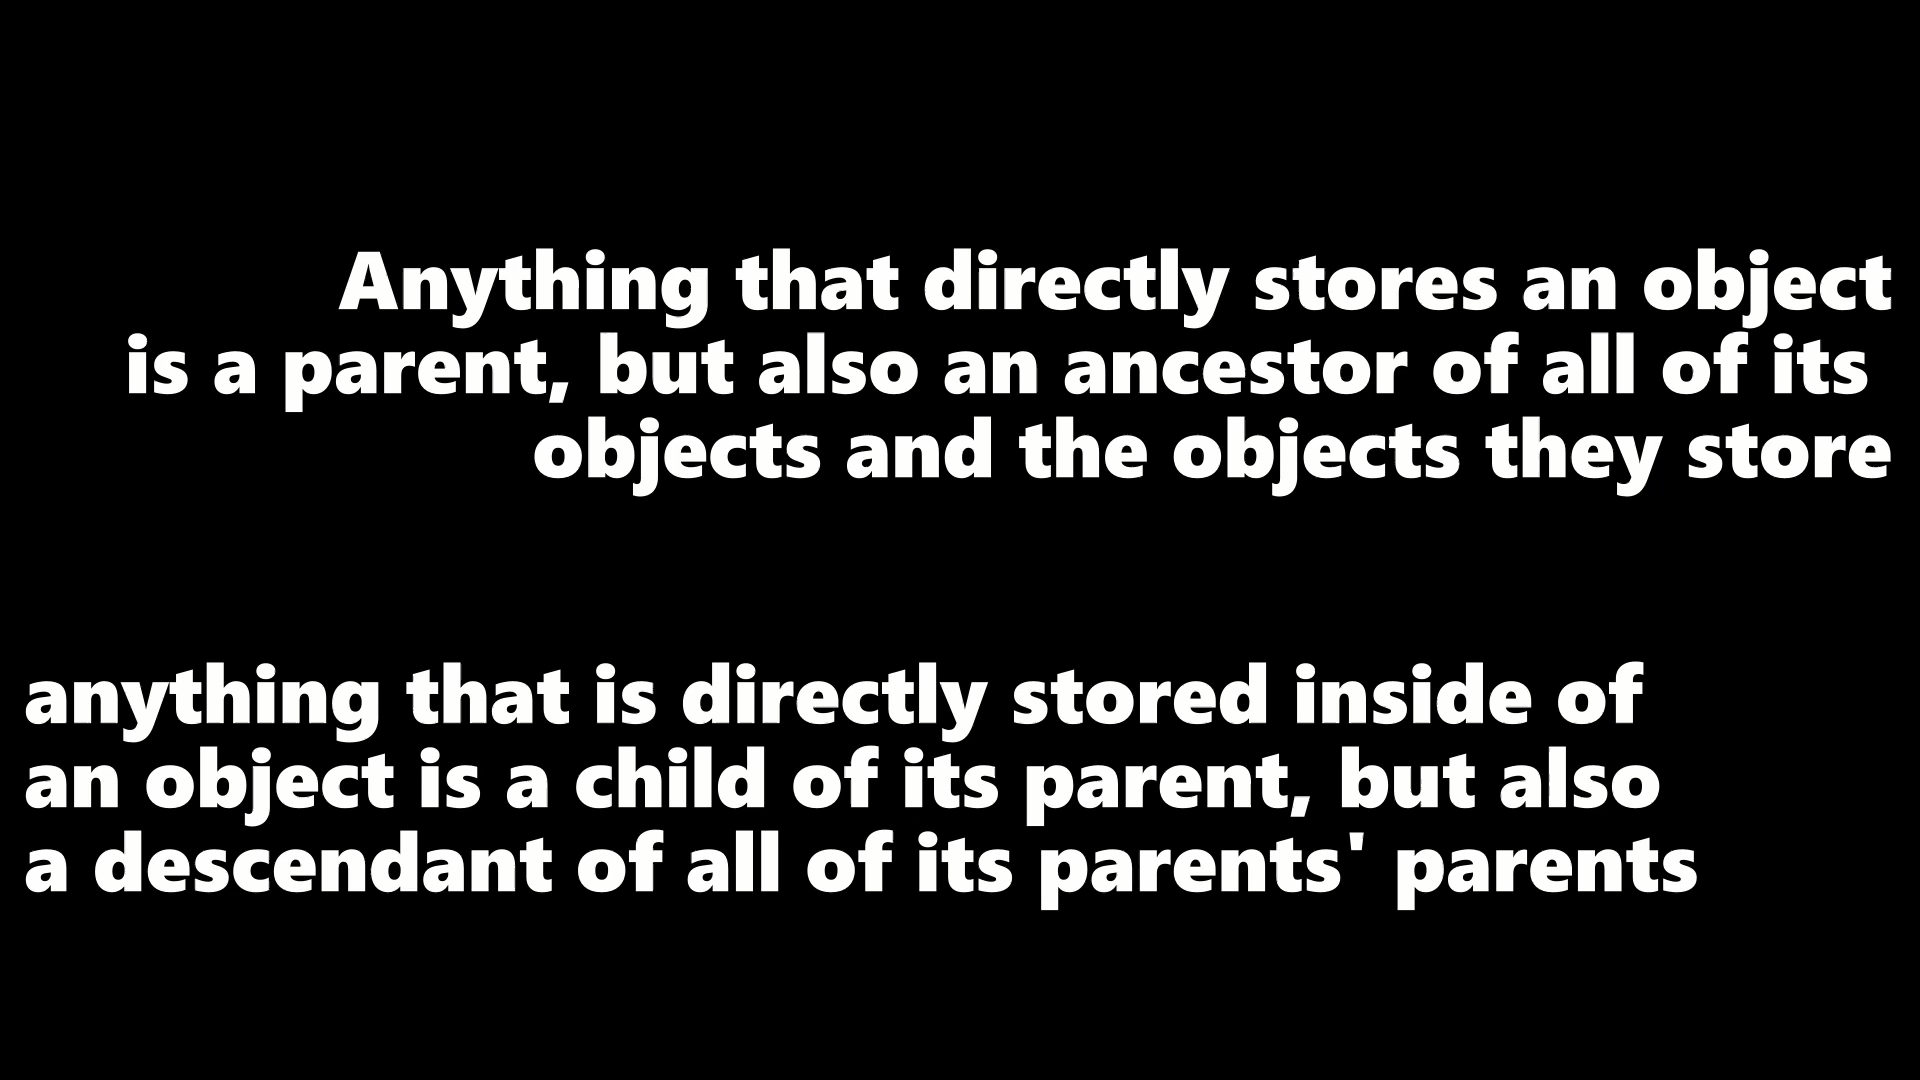 Anything that directly stores an object
is a parent, but also an ancestor of all of its
objects and the objects they store
anything that is directly stored inside of
an object is a child of its parent, but also
a descendant of all of its parents' parents